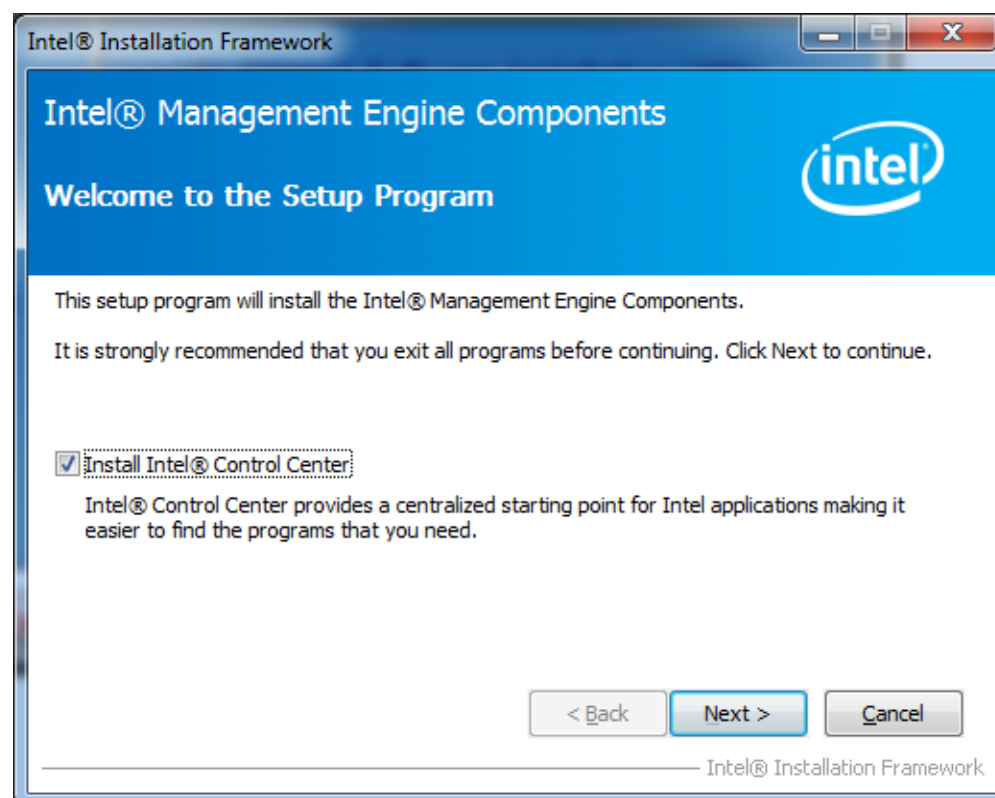 Intel® Installation Framework
Intel® Management Engine Components
intel
Welcome to the Setup Program
This setup program will install the Intel® Management Engine Components.
It is strongly recommended that you exit all programs before continuing. Click Next to continue.
Install Intel® Control Center
Intel® Control Center provides a centralized starting point for Intel applications making it
easier to find the programs that you need.
< Back Next > Cancel
Intel® Installation Framework